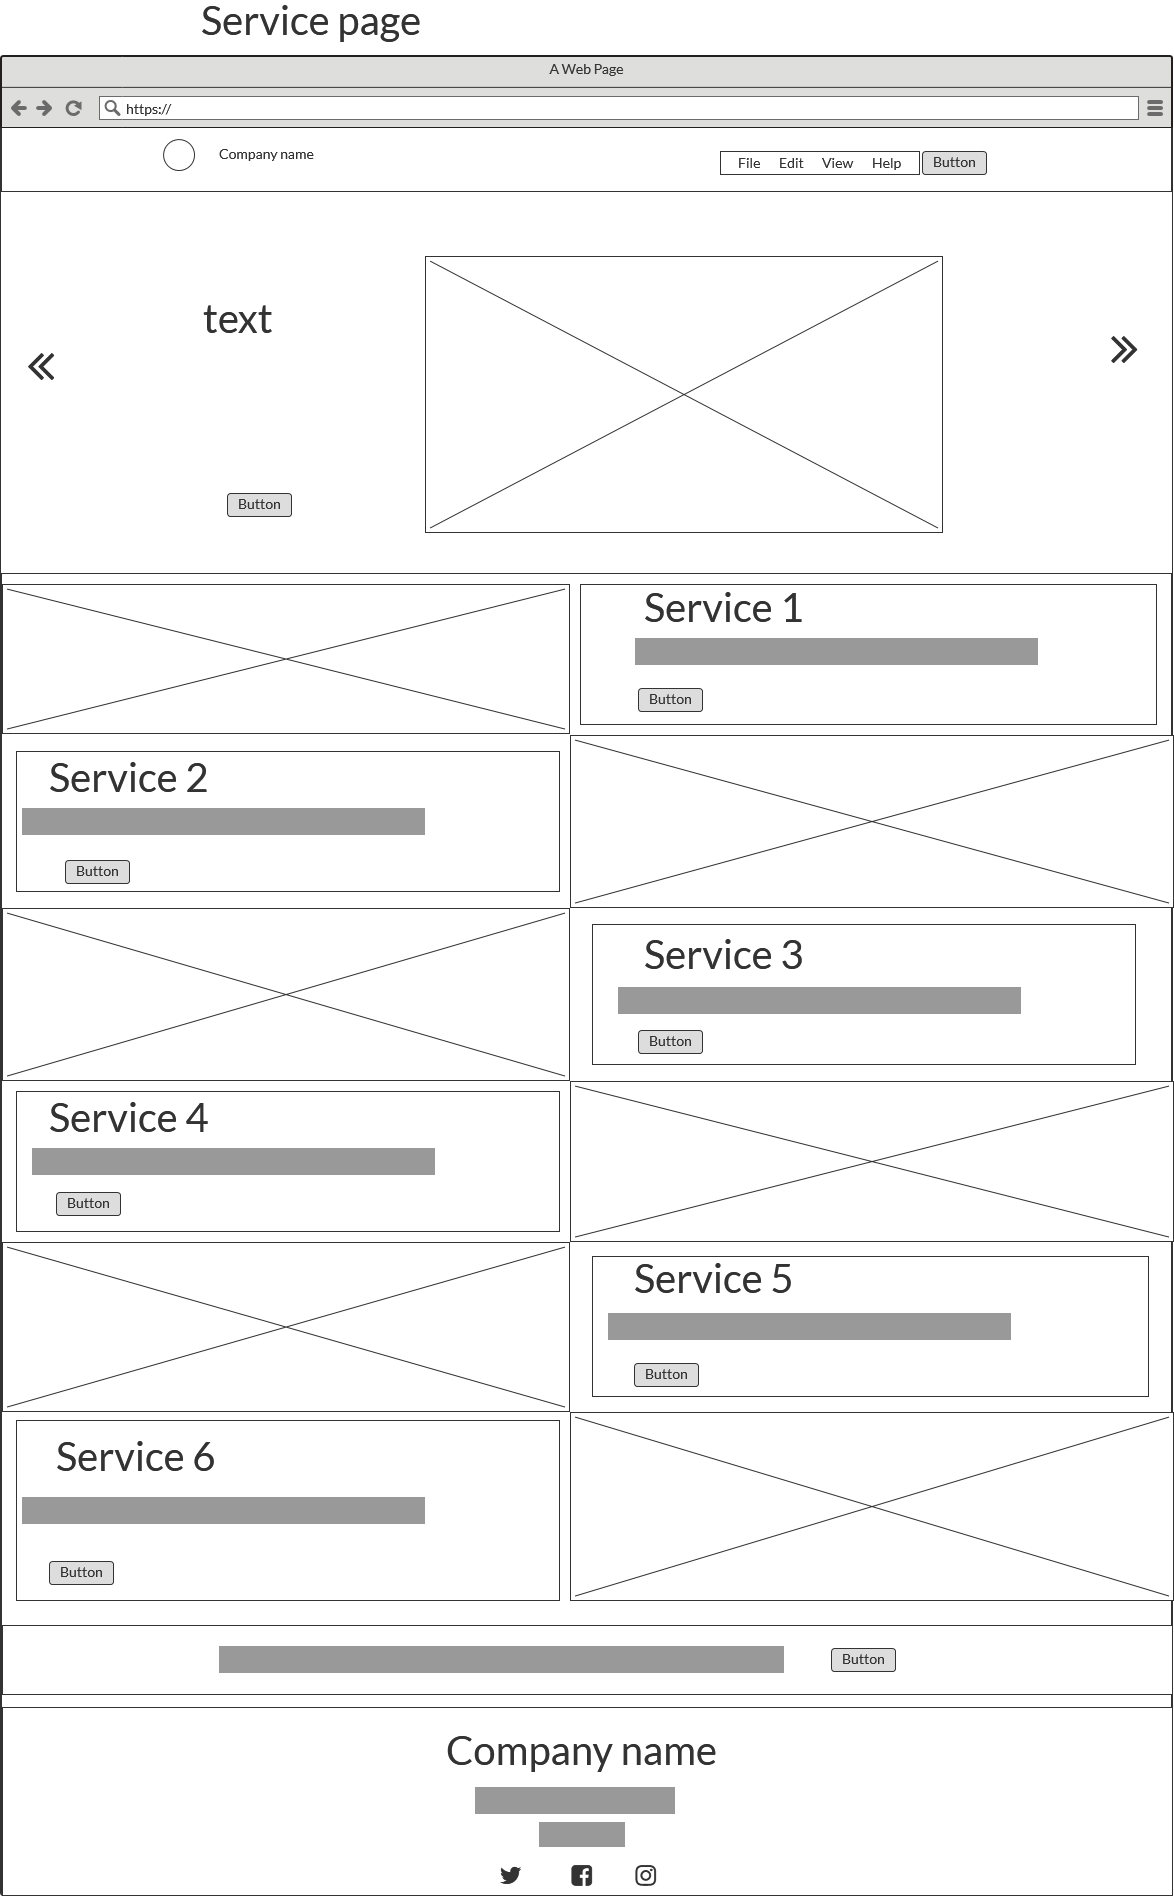 Service page
A Web Page
https://
Company name
File Edit View Help Button
text
Button
Service 1
Button
Service 2
Button
Service 3
Button
Service 4
Button
Service 5
Button
Service 6
Button
Button
Company name